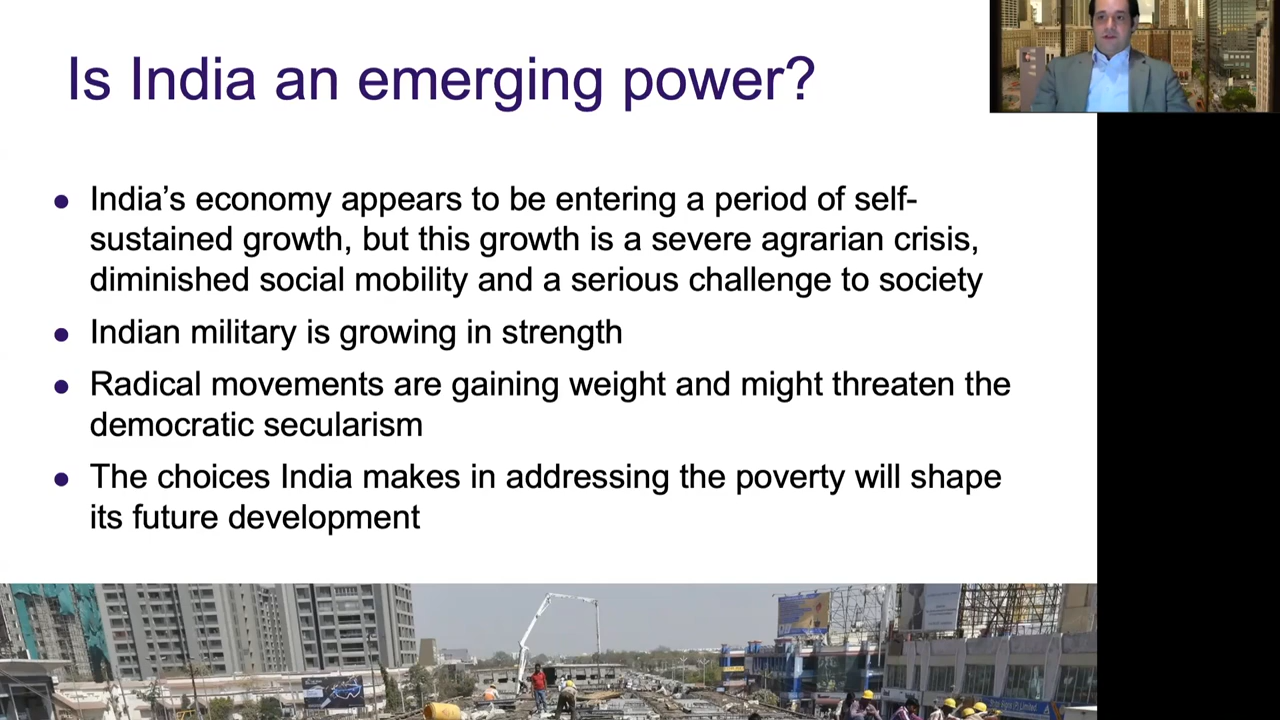 Is India an emerging power?
India’s economy appears to be entering a period of self-
sustained growth, but this growth is a severe agrarian crisis,
diminished social mobility and a serious challenge to society
Indian military is growing in strength
Radical movements are gaining weight and might threaten the
democratic secularism
The choices India makes in addressing the poverty will shape
its future development